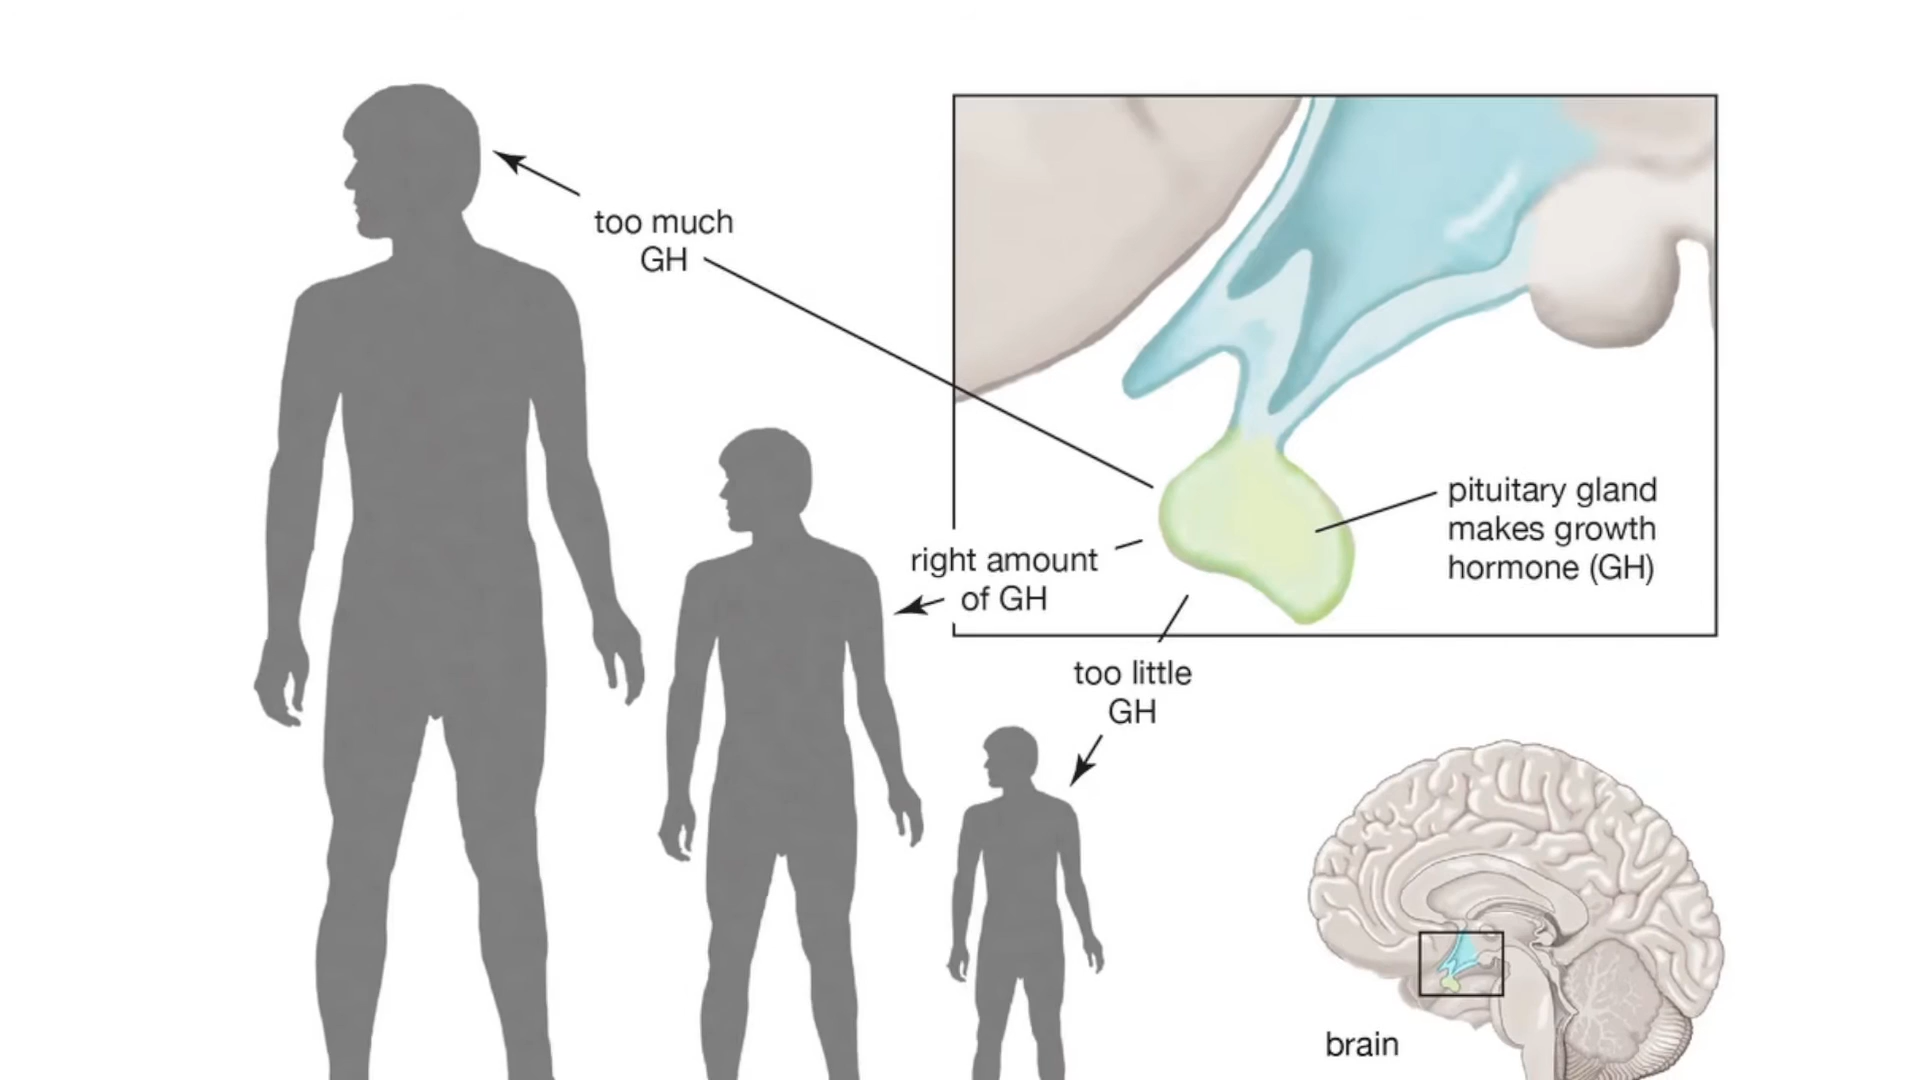 too much
GH
right amount
of GH
too little
GH
pituitary gland
makes growth
hormone (GH)
brain